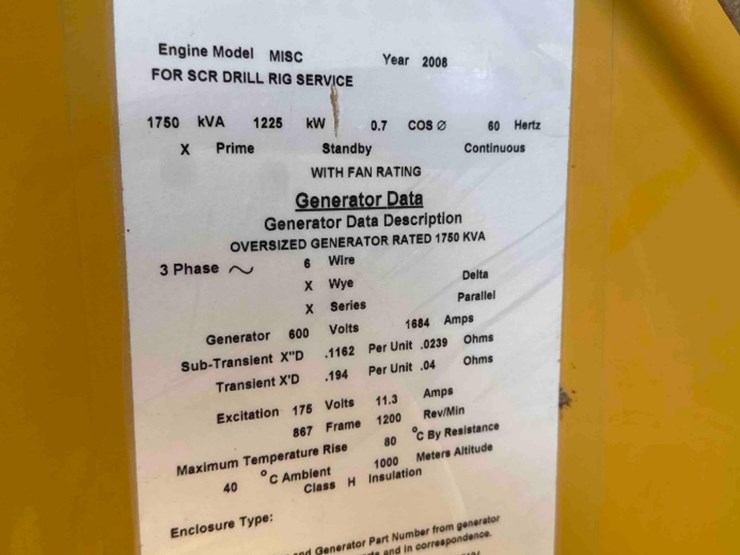 Engine Model MISC Year 2008
FOR SCR DRILL RIG SERVICE
1750 kVA 1225 kW 0.7 COS Ø 60 Hertz
X Prime Standby Continuous
WITH FAN RATING
Generator Data
Generator Data Description
OVERSIZED GENERATOR RATED 1750 KVA
3 Phase ~ 6 Wire
X Wye Delta
X Series Parallel
Generator 600 Volts 1684 Amps
Sub-Transient X"D .1162 Per Unit .0239 Ohms
Transient X'D .194 Per Unit .04 Ohms
Excitation 175 Volts 11.3 Amps
867 Frame 1200 Rev/Min
Maximum Temperature Rise 80 °C By Resistance
40 °C Ambient 1000 Meters Altitude
Class H Insulation
Enclosure Type:
Generator Part Number from generator
and in correspondence.